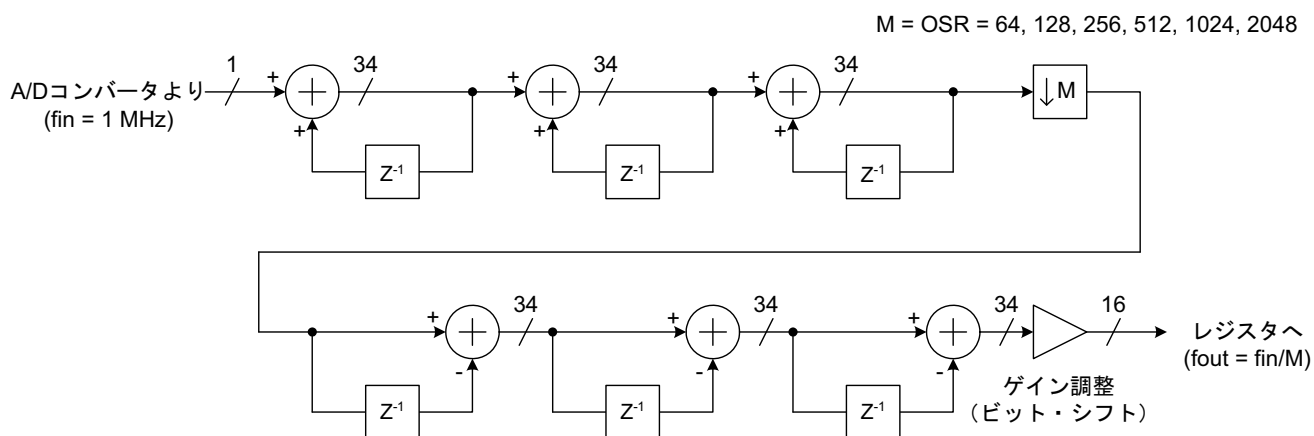 M = OSR = 64, 128, 256, 512, 1024, 2048
A/Dコンバータより
(fin = 1 MHz)
1
+
+
34
Z-1
+
+
34
Z-1
+
+
34
Z-1
↓M
+
-
34
Z-1
+
-
34
Z-1
+
-
34
Z-1
16
ゲイン調整
(ビット・シフト)
レジスタへ
(fout = fin/M)